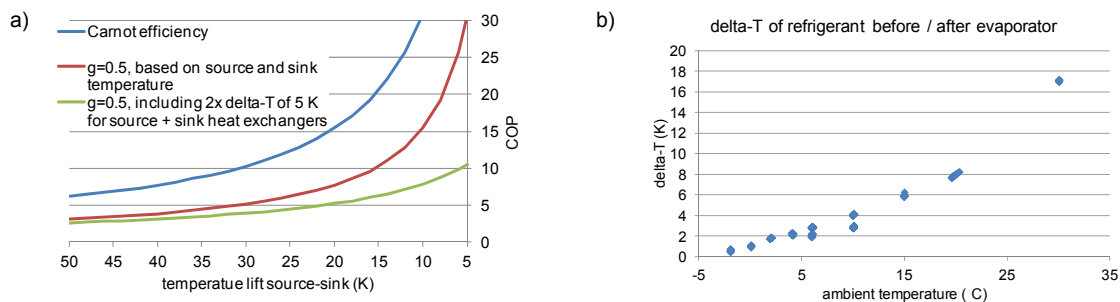 a)
Carnot efficiency
g=0.5, based on source and sink
temperature
g=0.5, including 2x delta-T of 5 K
for source + sink heat exchangers
30
25
20
15
10
5
0
COP
50 45 40 35 30 25 20 15 10 5
temperatue lift source-sink (K)
b)
delta-T of refrigerant before / after evaporator
delta-T (K)
20
18
16
14
12
10
8
6
4
2
0
-5 5 15 25 35
ambient temperature ( C)